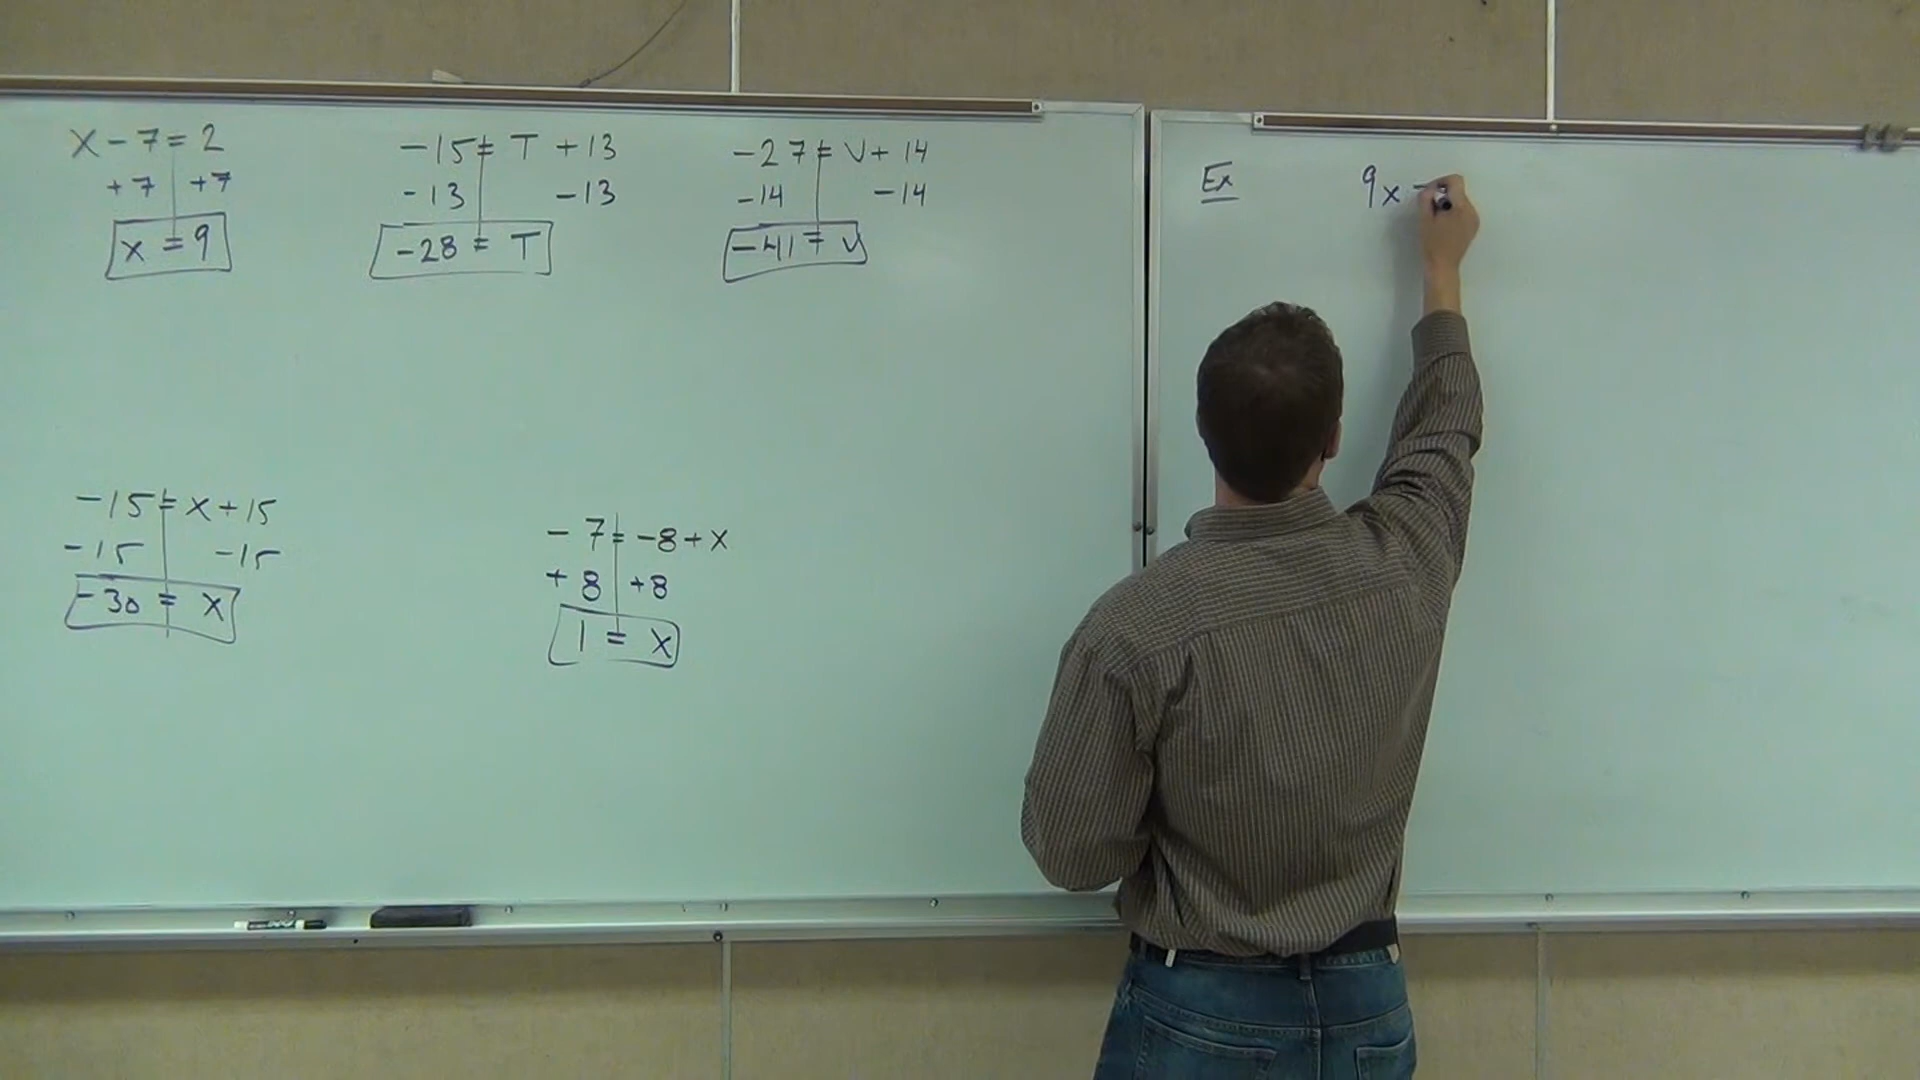 x - 7 = 2
+7 +7
x = 9
-15 = T + 13
-13 -13
-28 = T
-27 = V + 14
-14 -14
-41 = V
-15 = x + 15
-15 -15
-30 = x
-7 = -8 + x
+8 +8
1 = x
Ex
9x -